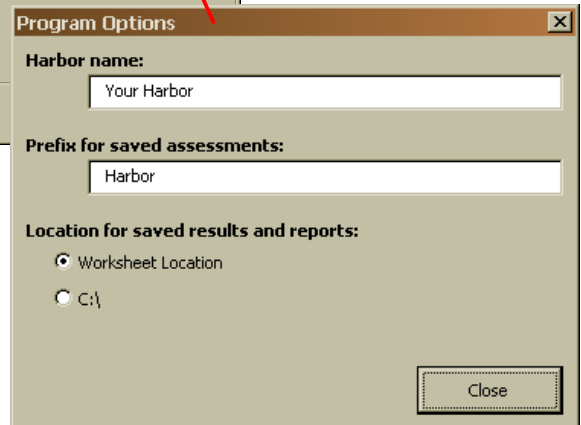 Program Options
Harbor name:
Your Harbor
Prefix for saved assessments:
Harbor
Location for saved results and reports:
Worksheet Location
C:\
Close